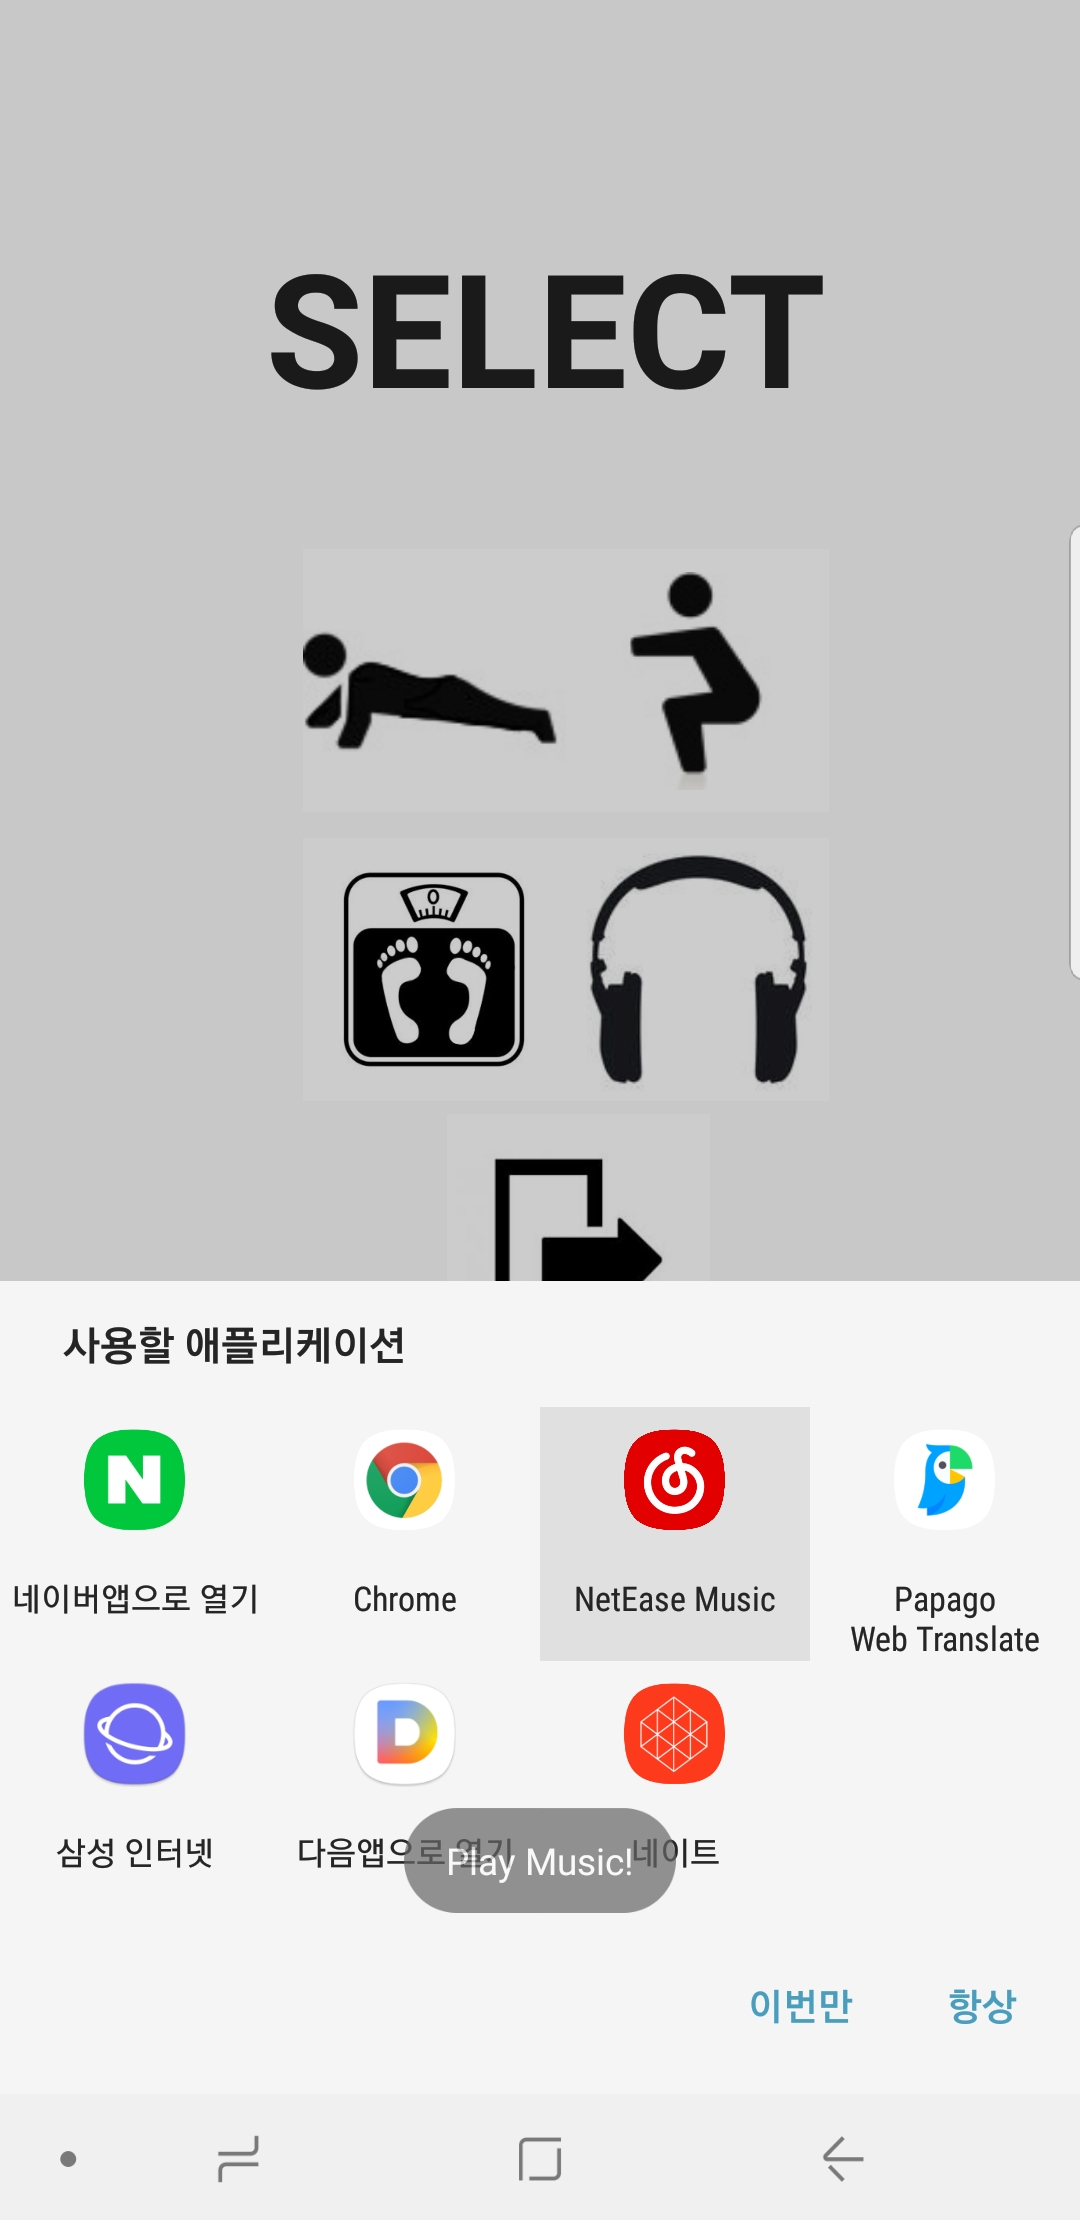 SELECT
0
사용할 애플리케이션
네이버앱으로 열기
Chrome
NetEase Music
Papago
Web Translate
삼성 인터넷
다음앱으로 열기
네이트
Play Music!
이번만
항상